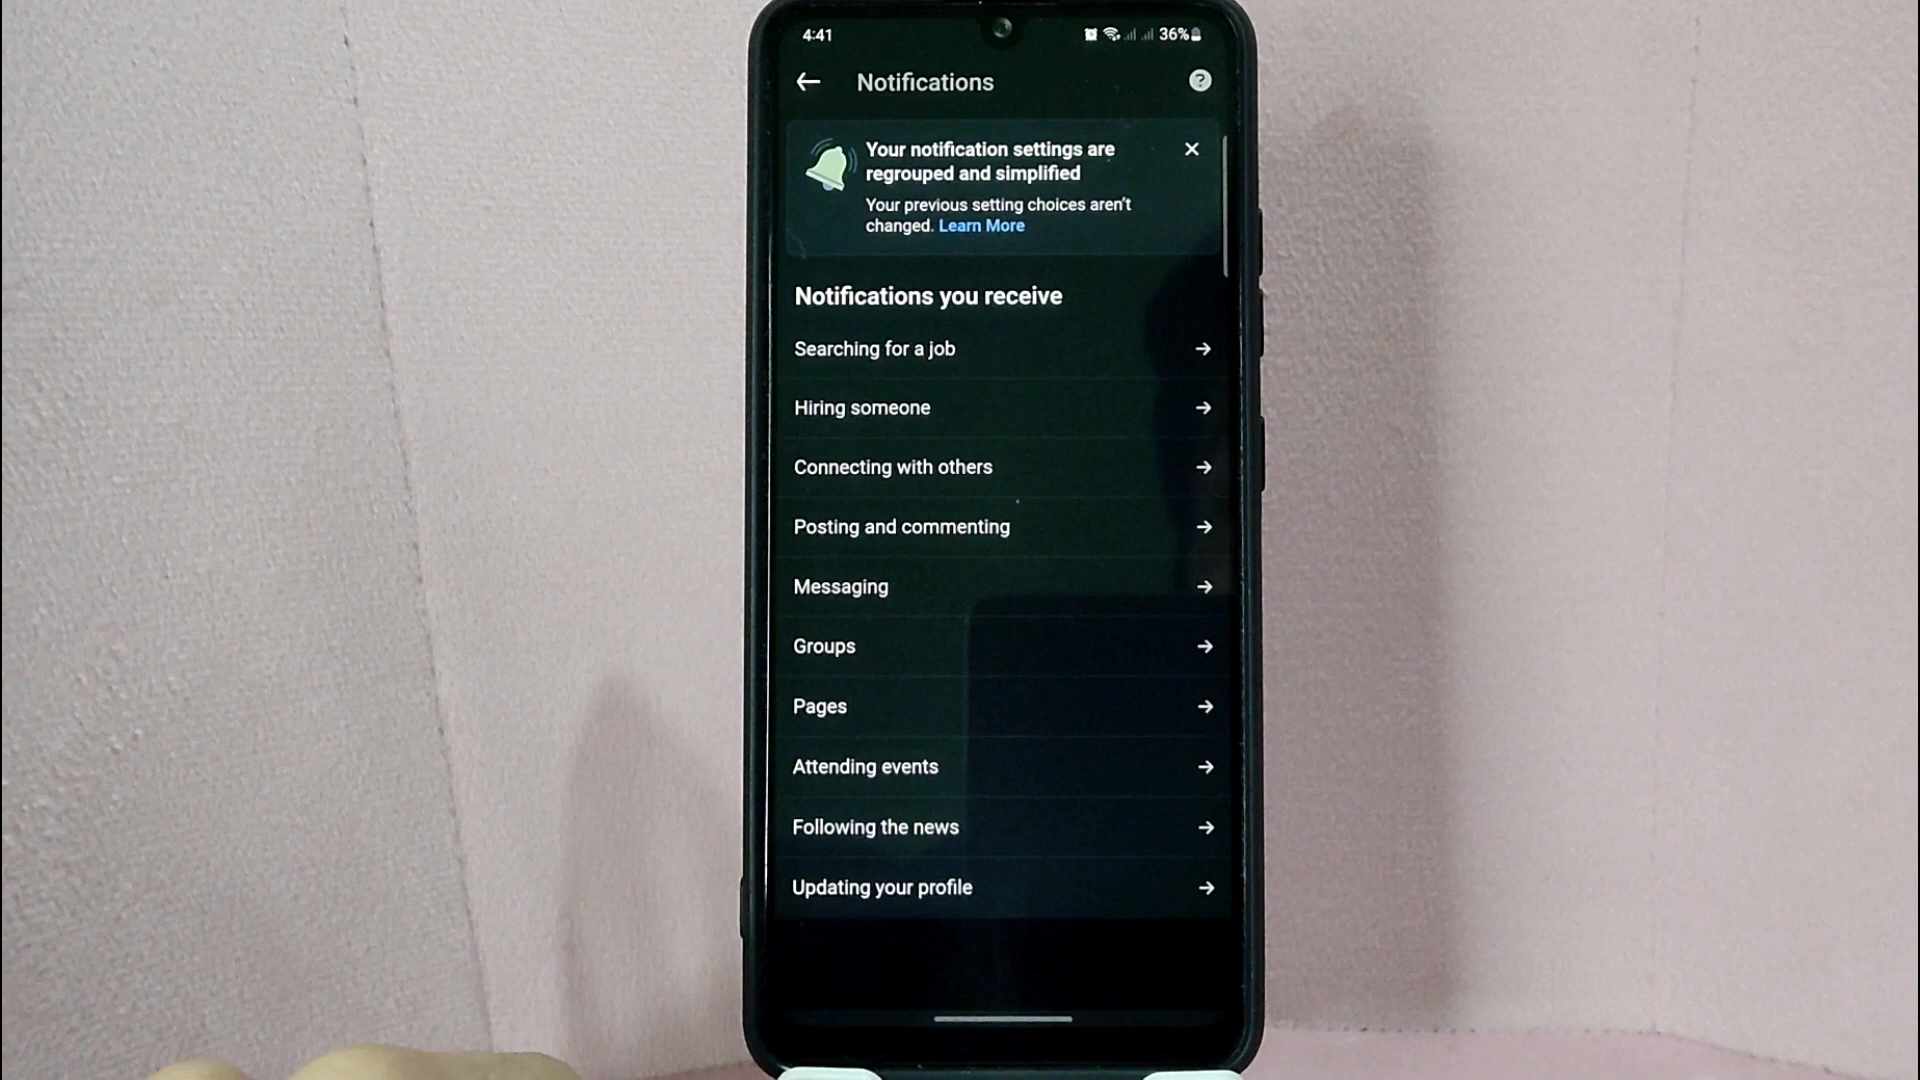 4:41
36%
Notifications
?
Your notification settings are
regrouped and simplified
Your previous setting choices aren't
changed. Learn More
Notifications you receive
Searching for a job
Hiring someone
Connecting with others
Posting and commenting
Messaging
Groups
Pages
Attending events
Following the news
Updating your profile